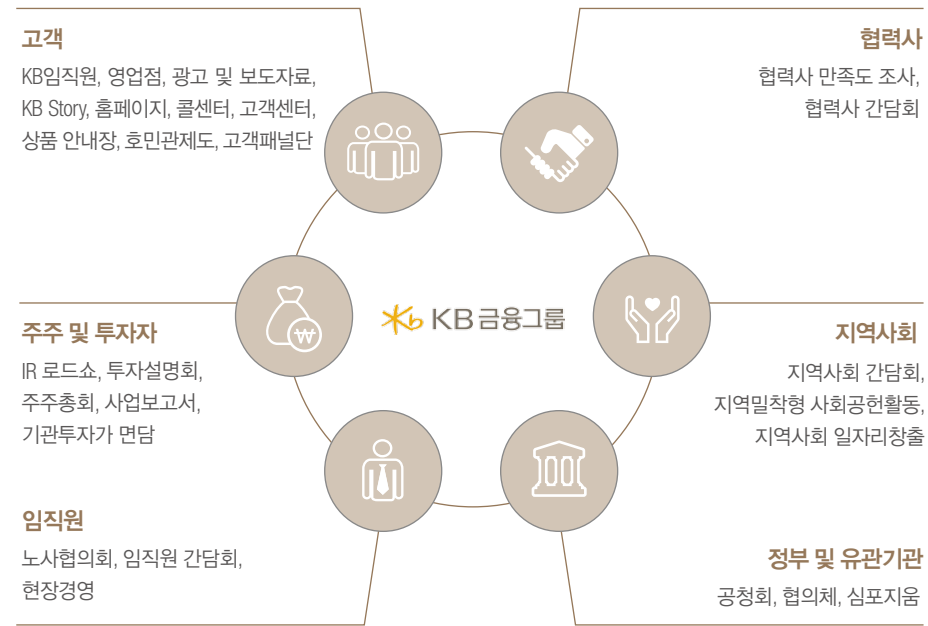 고객
KB임직원, 영업점, 광고 및 보도자료,
KB Story, 홈페이지, 콜센터, 고객센터,
상품 안내장, 호민관제도, 고객패널단
협력사
협력사 만족도 조사,
협력사 간담회
KB금융그룹
주주 및 투자자
IR 로드쇼, 투자설명회,
주주총회, 사업보고서,
기관투자가 면담
지역사회
지역사회 간담회,
지역밀착형 사회공헌활동,
지역사회 일자리창출
임직원
노사협의회, 임직원 간담회,
현장경영
정부 및 유관기관
공청회, 협의체, 심포지움